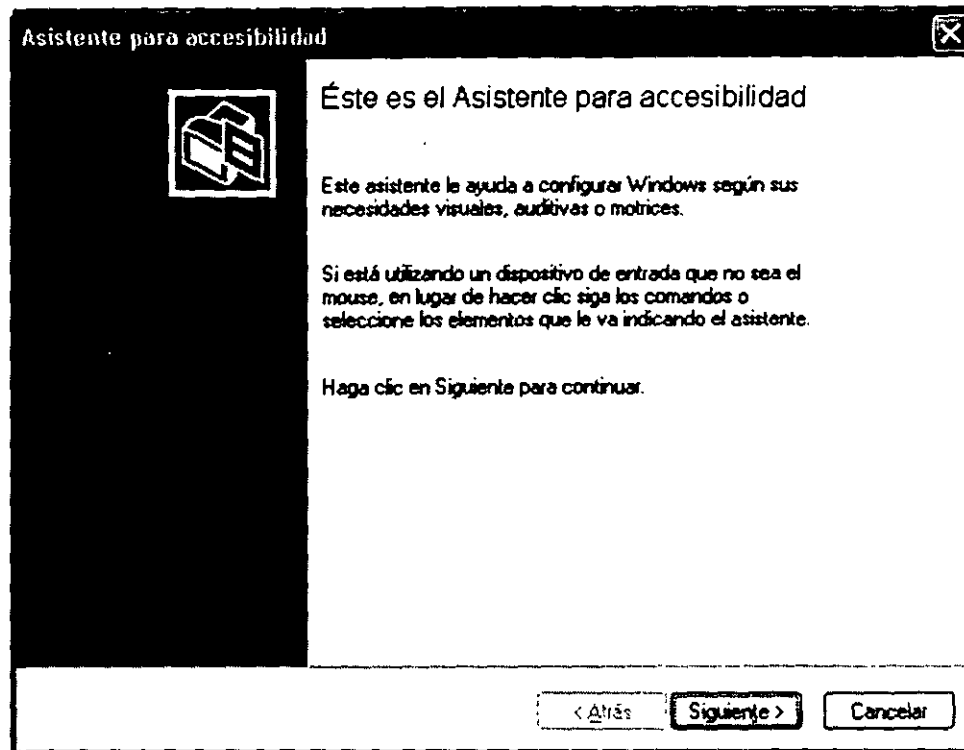 Asistente para accesibilidad
Éste es el Asistente para accesibilidad
Este asistente le ayuda a configurar Windows según sus
necesidades visuales, auditivas o motrices.
Si está utilizando un dispositivo de entrada que no sea el
mouse, en lugar de hacer clic siga los comandos o
seleccione los elementos que le va indicando el asistente.
Haga clic en Siguiente para continuar.
< Atrás Siguiente > Cancelar